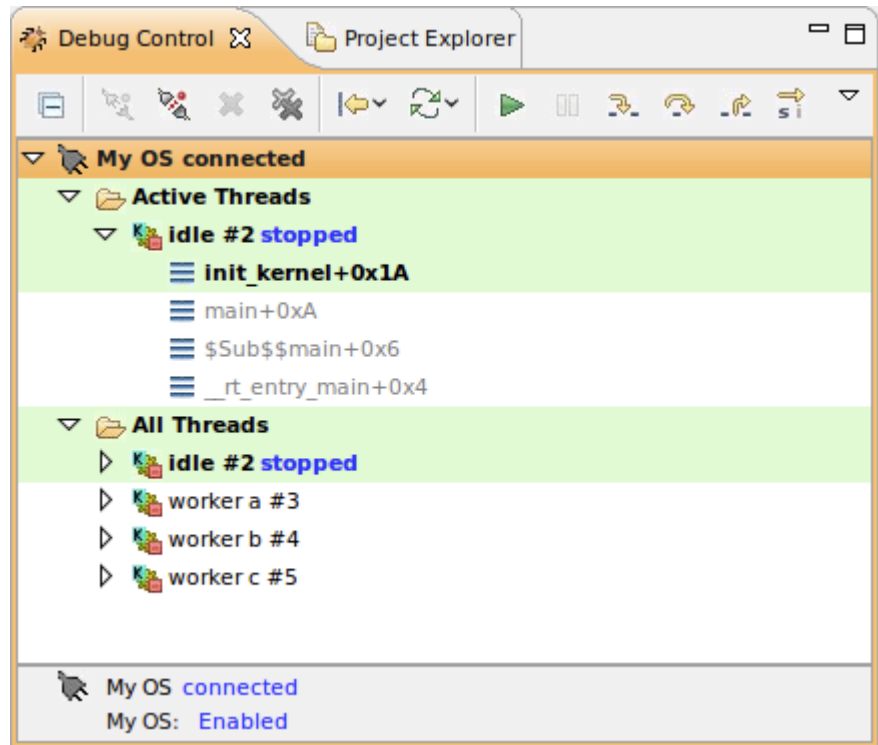 Debug Control Project Explorer
s i
My OS connected
Active Threads
idle #2 stopped
init_kernel+0x1A
main+0xA
$Sub$$main+0x6
__rt_entry_main+0x4
All Threads
idle #2 stopped
worker a #3
worker b #4
worker c #5
My OS connected
My OS: Enabled